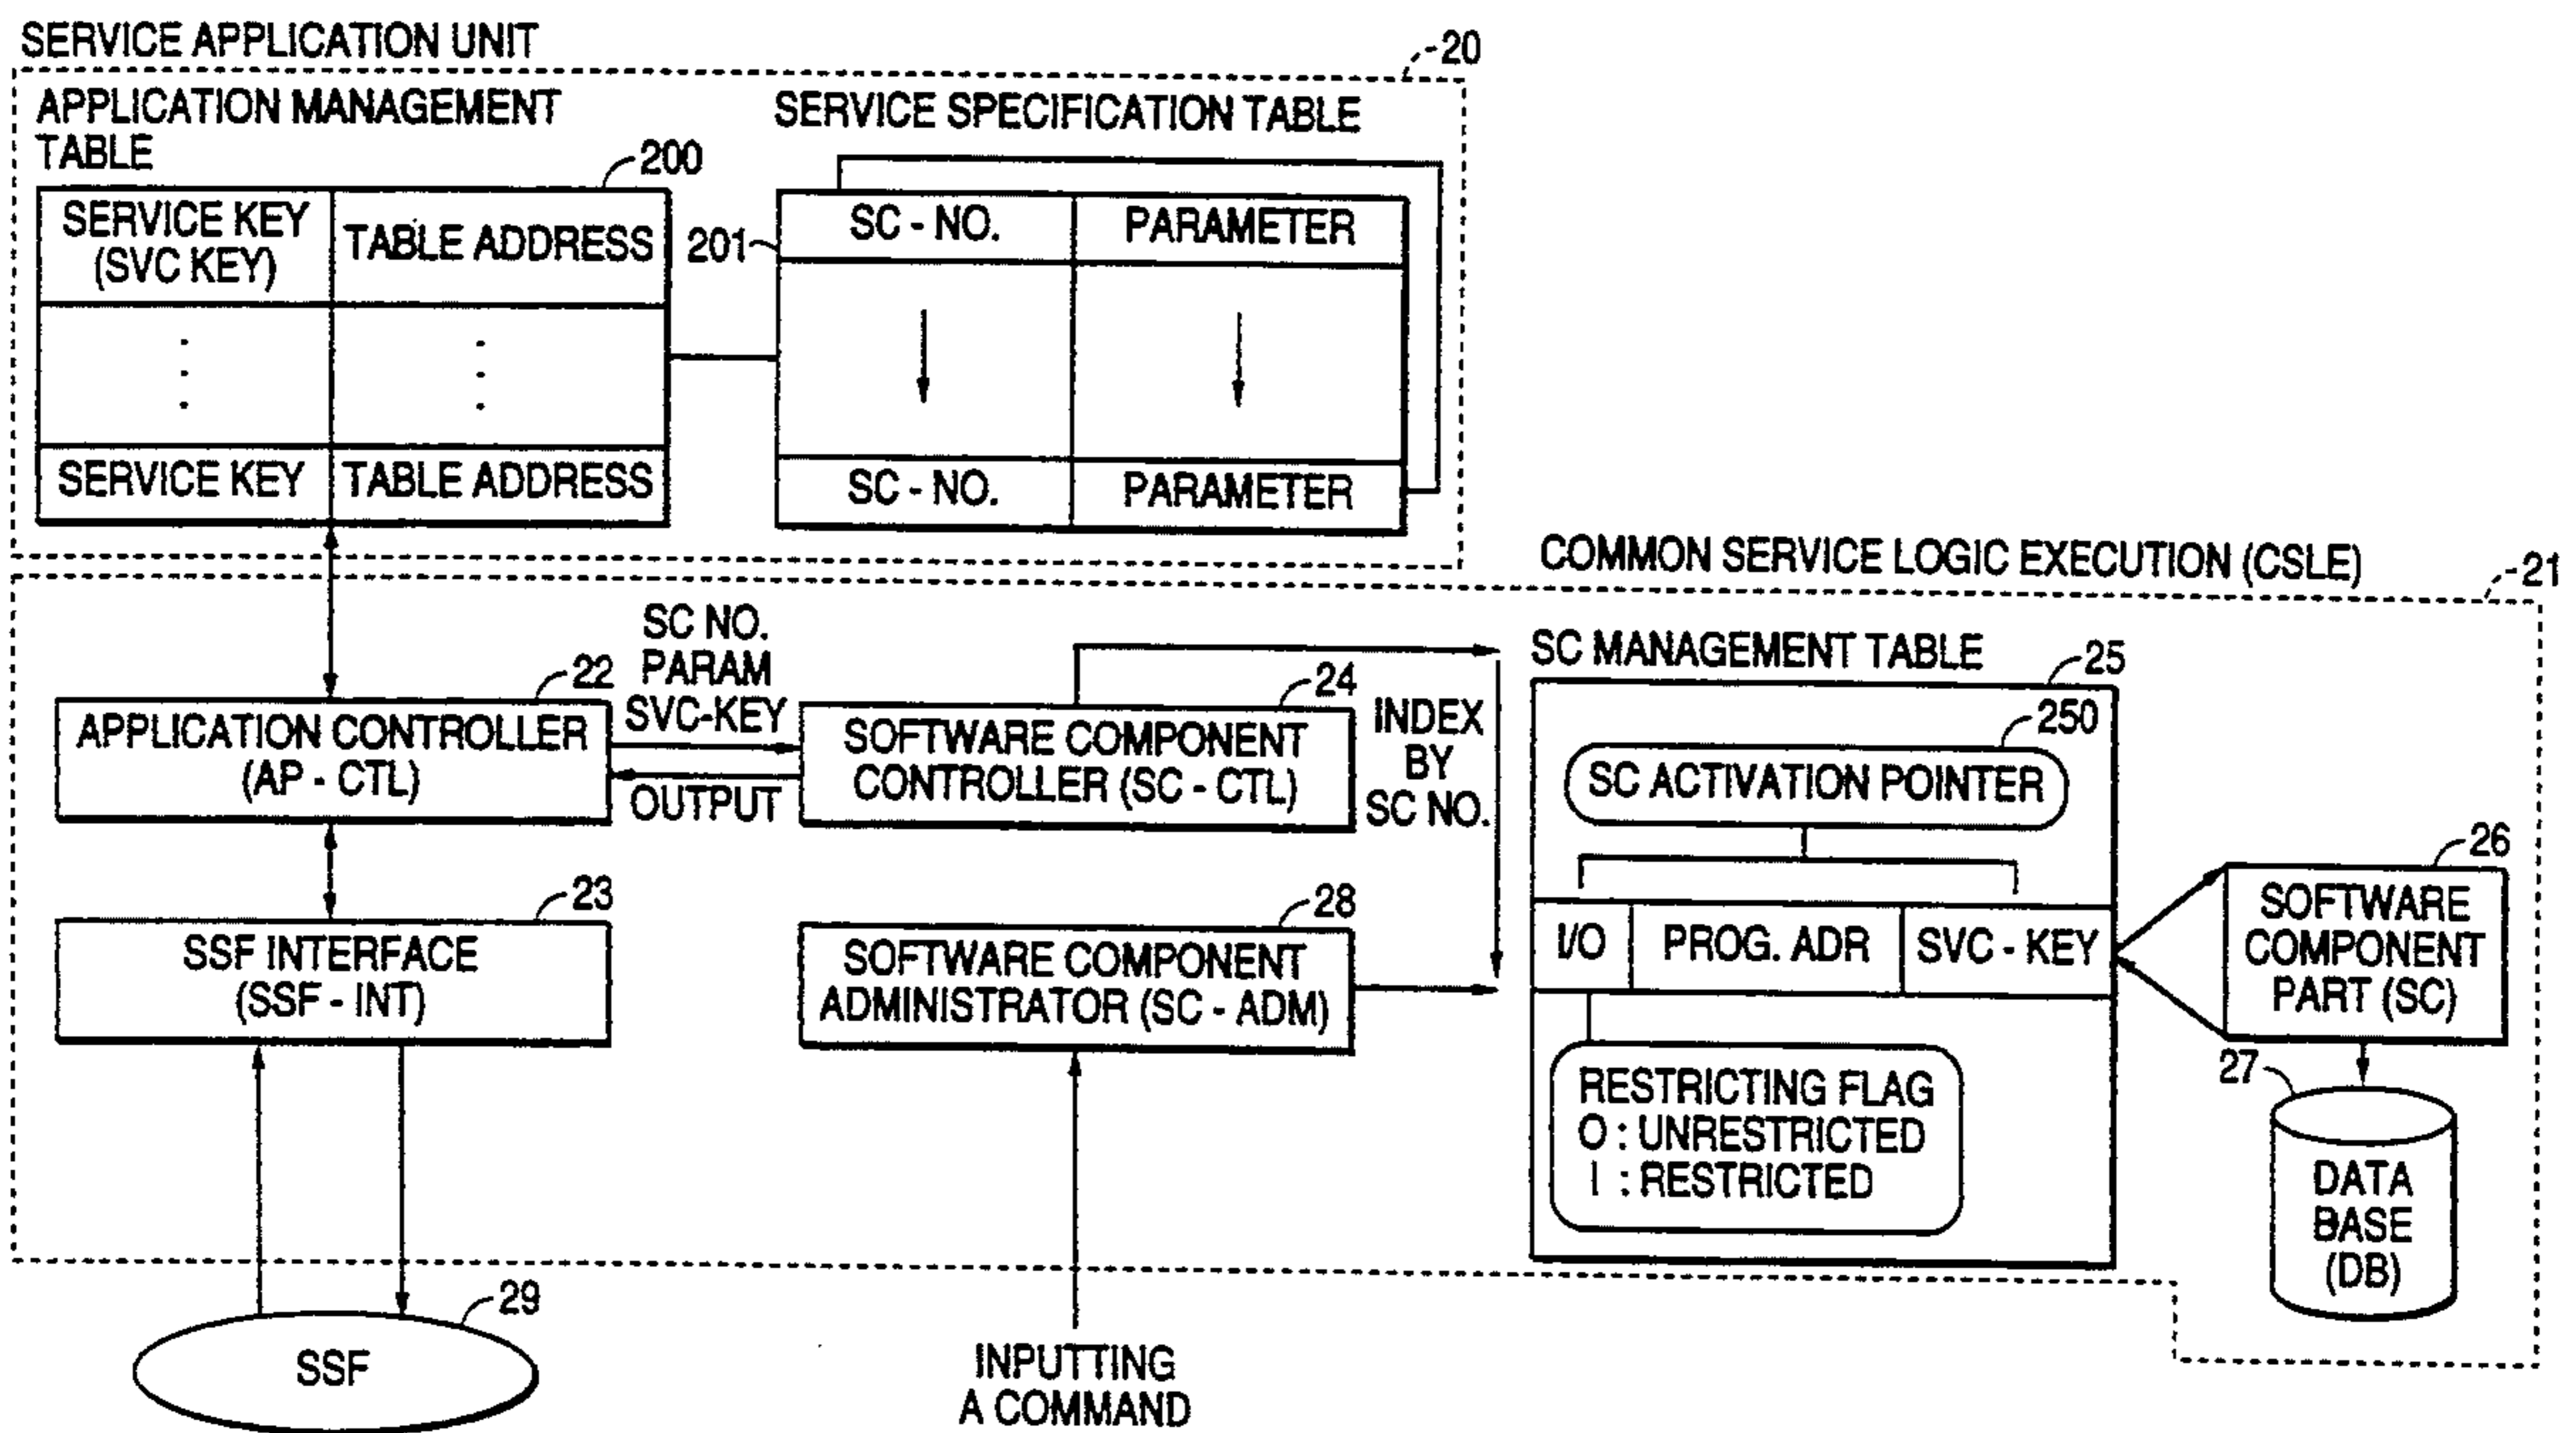 SERVICE APPLICATION UNIT
20
APPLICATION MANAGEMENT
TABLE
200
SERVICE SPECIFICATION TABLE
SERVICE KEY
(SVC KEY)
TABLE ADDRESS
201
SC - NO.
PARAMETER
SERVICE KEY
TABLE ADDRESS
SC - NO.
PARAMETER
COMMON SERVICE LOGIC EXECUTION (CSLE)
21
SC NO.
PARAM
SVC-KEY
22
APPLICATION CONTROLLER
(AP - CTL)
OUTPUT
24
SOFTWARE COMPONENT
CONTROLLER (SC - CTL)
INDEX
BY
SC NO.
SC MANAGEMENT TABLE
25
250
SC ACTIVATION POINTER
23
SSF INTERFACE
(SSF - INT)
28
SOFTWARE COMPONENT
ADMINISTRATOR (SC - ADM)
I/O
PROG. ADR
SVC - KEY
26
SOFTWARE
COMPONENT
PART (SC)
RESTRICTING FLAG
O : UNRESTRICTED
I : RESTRICTED
27
DATA
BASE
(DB)
29
SSF
INPUTTING
A COMMAND